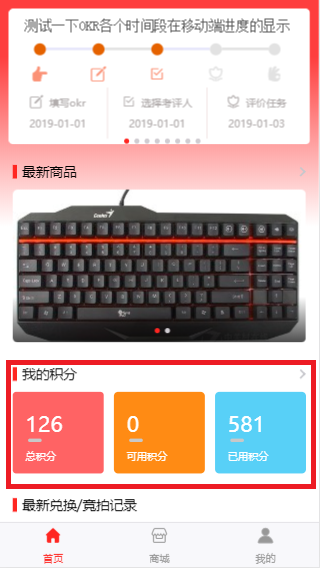 测试一下OKR各个时间段在移动端进度的显示
填写okr
选择考评人
评价任务
2019-01-01
2019-01-01
2019-01-03
最新商品
Genius
我的积分
126
0
581
总积分
可用积分
已用积分
最新兑换/竞拍记录
首页
商城
我的